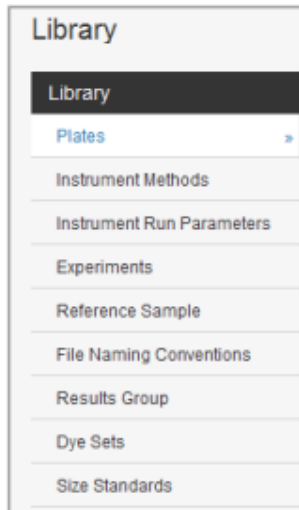 Library
Library
Plates »
Instrument Methods
Instrument Run Parameters
Experiments
Reference Sample
File Naming Conventions
Results Group
Dye Sets
Size Standards